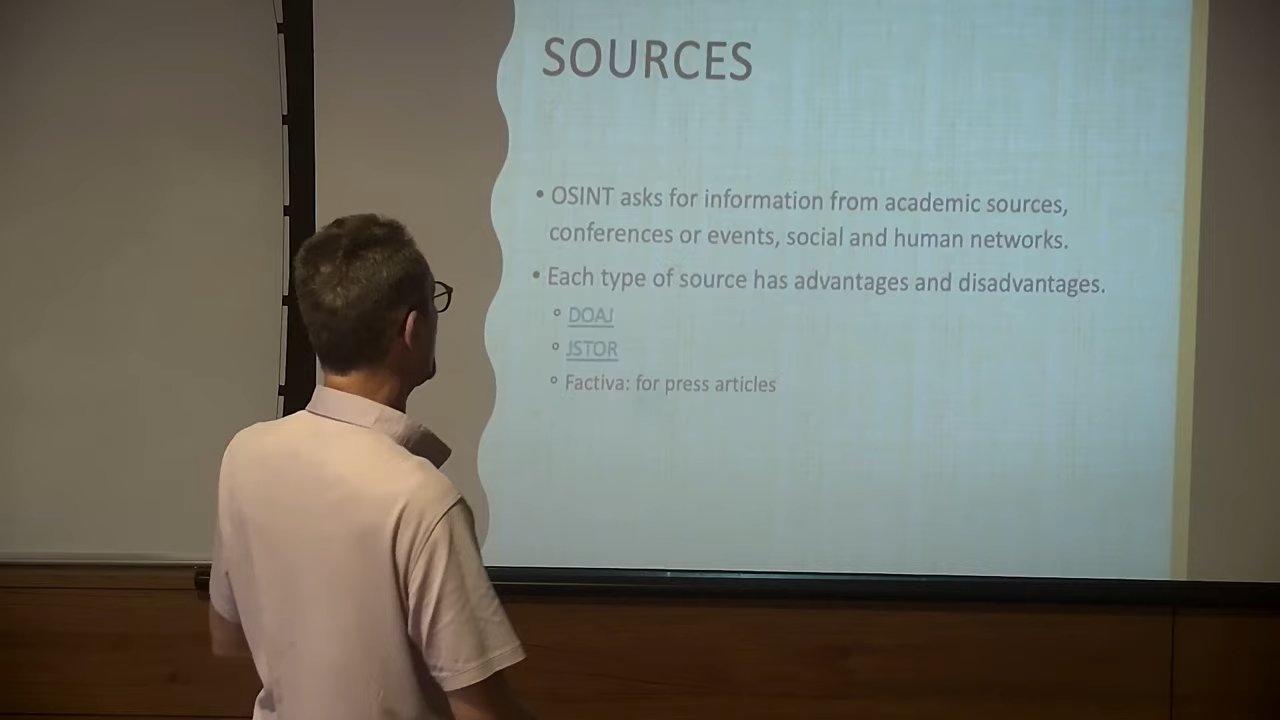 SOURCES
• OSINT asks for information from academic sources,
conferences or events, social and human networks.
• Each type of source has advantages and disadvantages.
° DOAJ
° JSTOR
° Factiva: for press articles